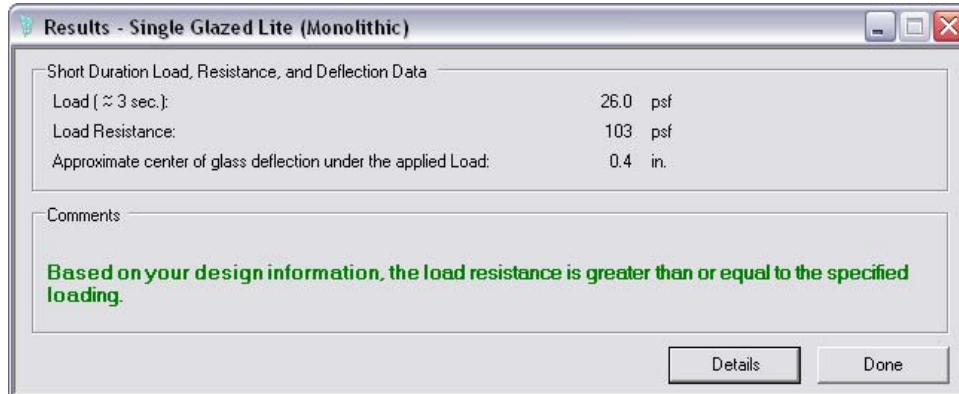 Results - Single Glazed Lite (Monolithic)
Short Duration Load, Resistance, and Deflection Data
Load ( ≈ 3 sec.): 26.0 psf
Load Resistance: 103 psf
Approximate center of glass deflection under the applied Load: 0.4 in.
Comments
Based on your design information, the load resistance is greater than or equal to the specified
loading.
Details Done